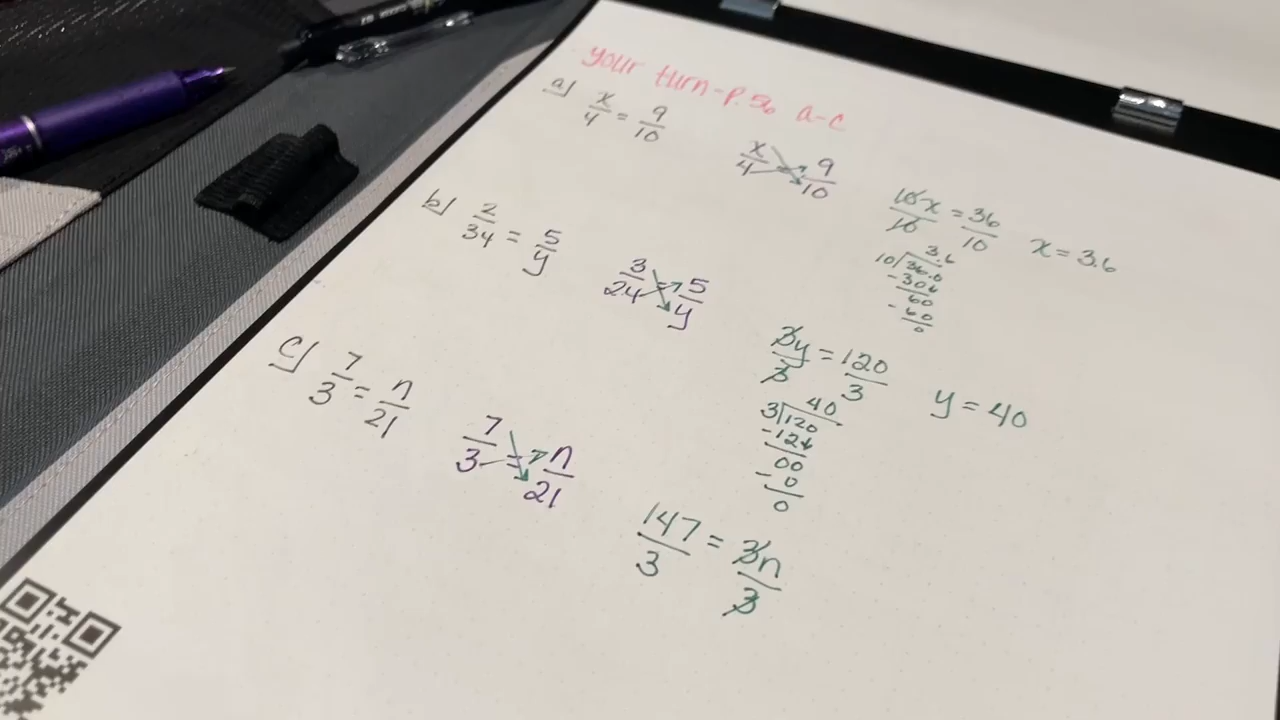 your turn-P.56 a-c
a) x/4 = 9/10
x/4 = 9/10
10x/10 = 36/10 x = 3.6
3.6
10)36.0
-30↓
60
-60
0
b) 2/34 = 5/y
3/24 = 5/y
3y/3 = 120/3 y = 40
40
3)120
-12↓
00
-0
0
c) 7/3 = n/21
7/3 = n/21
147/3 = 3n/3